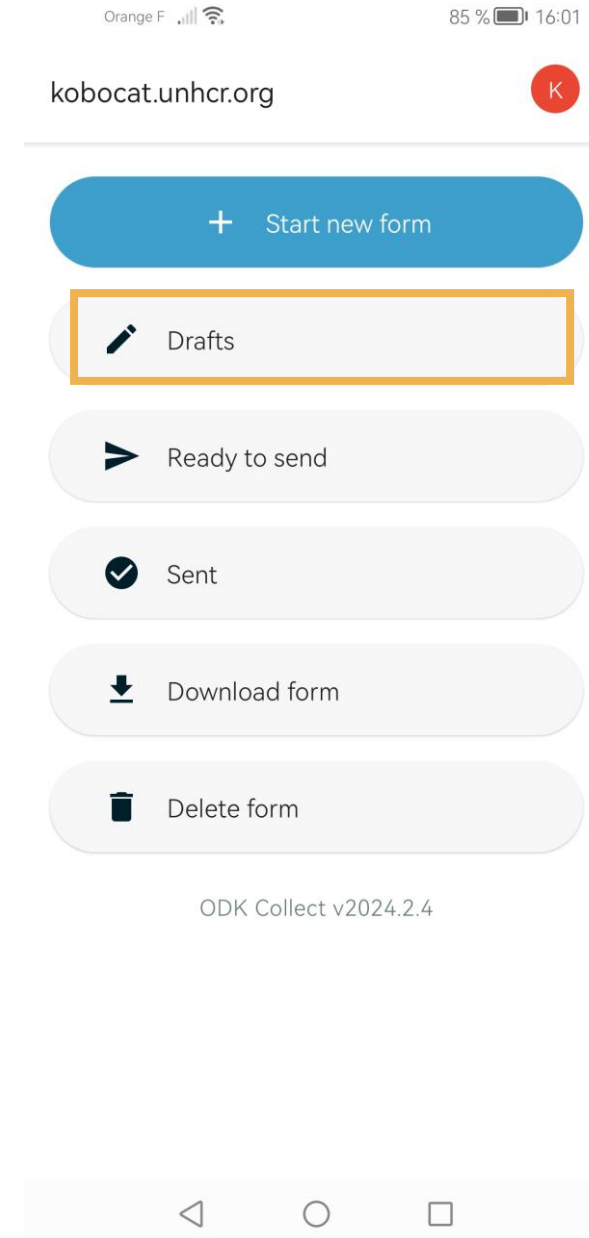 Orange F 85 % 16:01
kobocat.unhcr.org K
Start new form
Drafts
Ready to send
Sent
Download form
Delete form
ODK Collect v2024.2.4